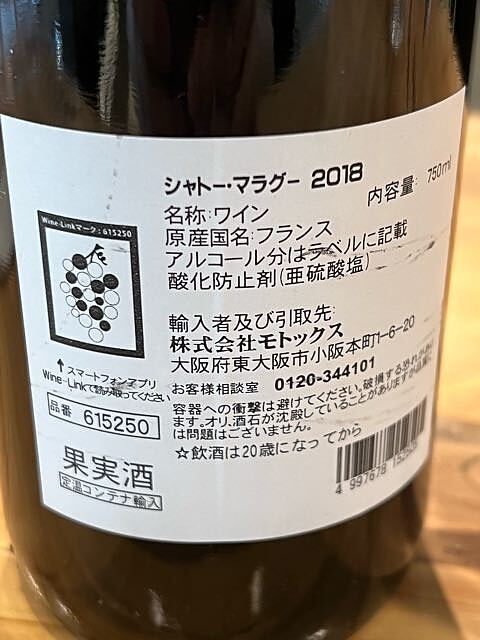 シャトー・マラグー 2018
内容量: 750ml
名称:ワイン
原産国名:フランス
アルコール分はラベルに記載
酸化防止剤(亜硫酸塩)
輸入者及び引取先:
株式会社モトックス
大阪府東大阪市小阪本町1-6-20
お客様相談室 0120-344101
Wine-Linkマーク:615250
↑スマートフォンアプリ
Wine-Linkで読み取ってください
品番 615250
容器への衝撃は避けてください。破損する恐れがあり
ます。オリ、酒石が沈殿していることがありますが品質に
は問題はございません。
☆飲酒は20歳になってから
果実酒
定温コンテナ輸入
4 997678